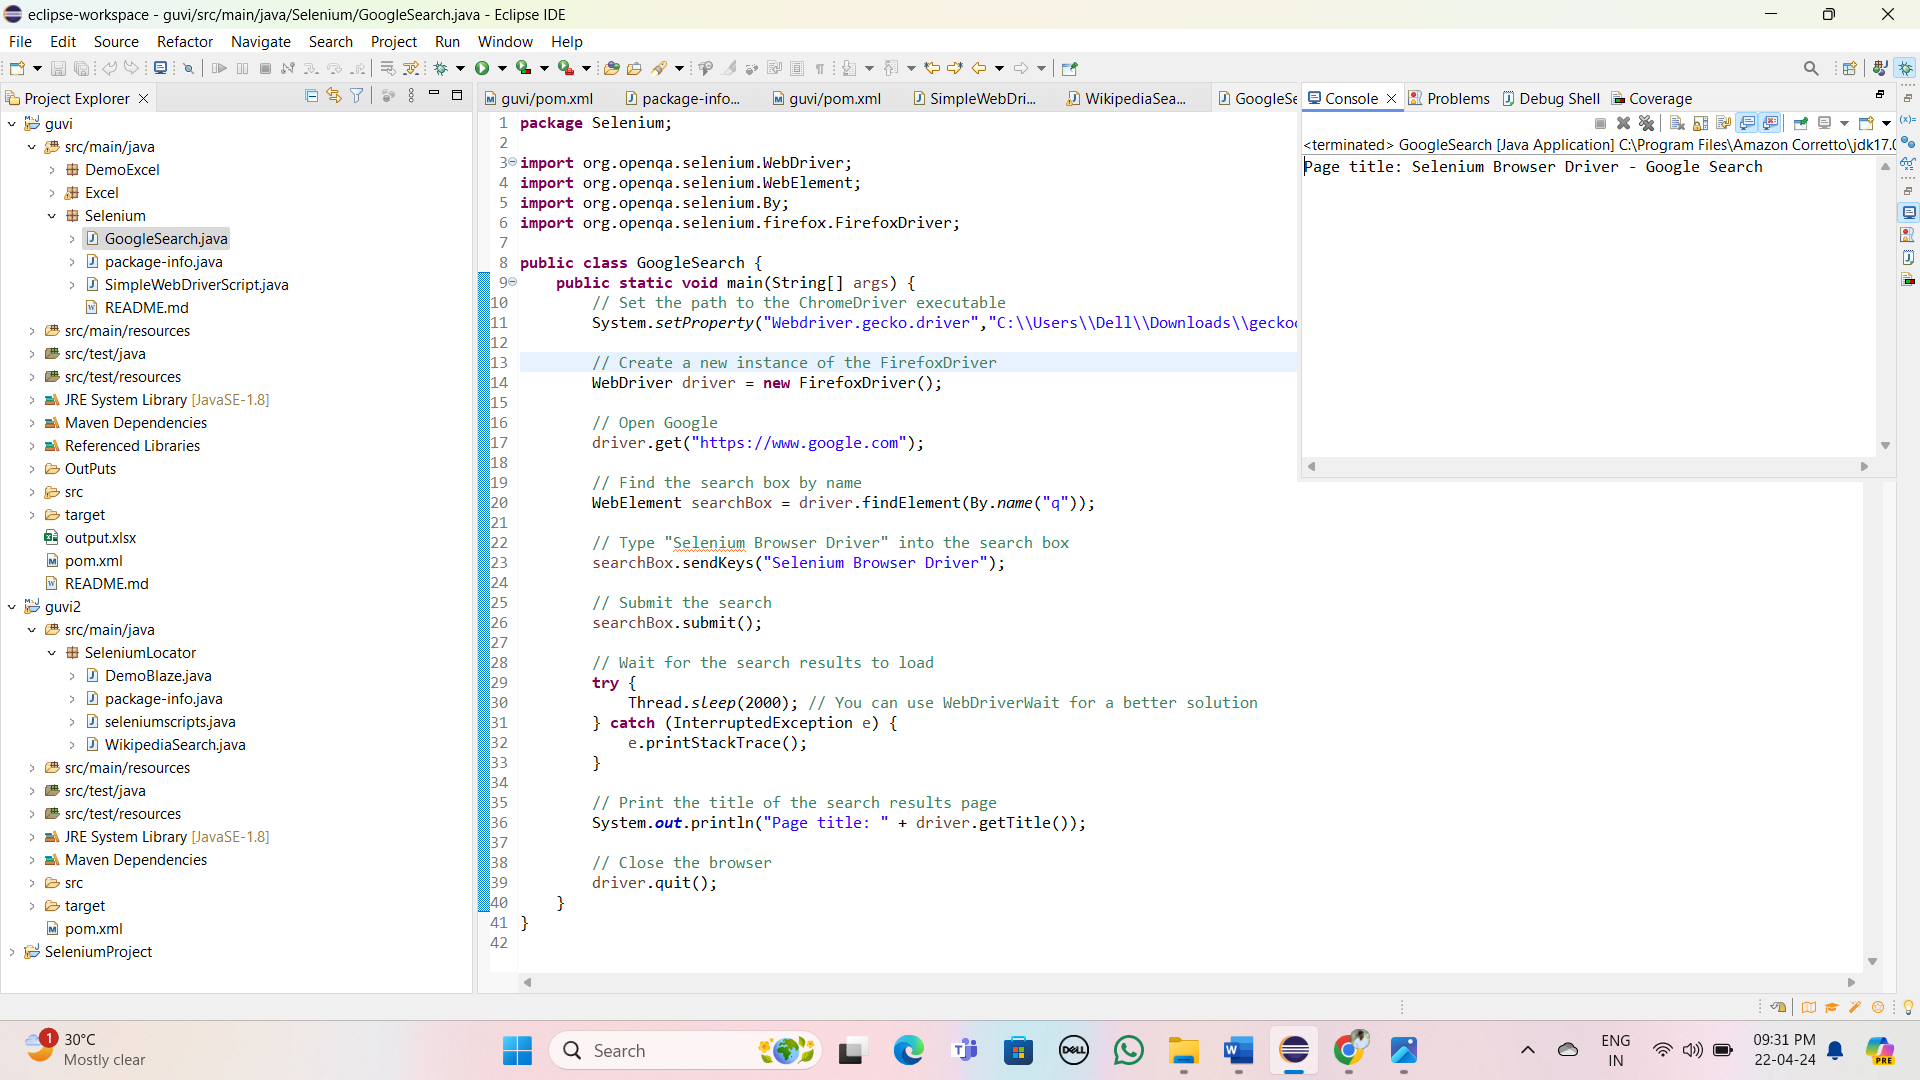 eclipse-workspace - guvi/src/main/java/Selenium/GoogleSearch.java - Eclipse IDE
File Edit Source Refactor Navigate Search Project Run Window Help
Project Explorer
guvi
src/main/java
DemoExcel
Excel
Selenium
GoogleSearch.java
package-info.java
SimpleWebDriverScript.java
README.md
src/main/resources
src/test/java
src/test/resources
JRE System Library [JavaSE-1.8]
Maven Dependencies
Referenced Libraries
OutPuts
src
target
output.xlsx
pom.xml
README.md
guvi2
src/main/java
SeleniumLocator
DemoBlaze.java
package-info.java
seleniumscripts.java
WikipediaSearch.java
src/main/resources
src/test/java
src/test/resources
JRE System Library [JavaSE-1.8]
Maven Dependencies
src
target
pom.xml
SeleniumProject
guvi/pom.xml package-info... guvi/pom.xml SimpleWebDri... WikipediaSea... GoogleSe
1 package Selenium;
2
3 import org.openqa.selenium.WebDriver;
4 import org.openqa.selenium.WebElement;
5 import org.openqa.selenium.By;
6 import org.openqa.selenium.firefox.FirefoxDriver;
7
8 public class GoogleSearch {
9 public static void main(String[] args) {
10 // Set the path to the ChromeDriver executable
11 System.setProperty("Webdriver.gecko.driver","C:\\Users\\Dell\\Downloads\\gecko
12
13 // Create a new instance of the FirefoxDriver
14 WebDriver driver = new FirefoxDriver();
15
16 // Open Google
17 driver.get("https://www.google.com");
18
19 // Find the search box by name
20 WebElement searchBox = driver.findElement(By.name("q"));
21
22 // Type "Selenium Browser Driver" into the search box
23 searchBox.sendKeys("Selenium Browser Driver");
24
25 // Submit the search
26 searchBox.submit();
27
28 // Wait for the search results to load
29 try {
30 Thread.sleep(2000); // You can use WebDriverWait for a better solution
31 } catch (InterruptedException e) {
32 e.printStackTrace();
33 }
34
35 // Print the title of the search results page
36 System.out.println("Page title: " + driver.getTitle());
37
38 // Close the browser
39 driver.quit();
40 }
41 }
42
Console Problems Debug Shell Coverage
<terminated> GoogleSearch [Java Application] C:\Program Files\Amazon Corretto\jdk17.0
Page title: Selenium Browser Driver - Google Search
1
30°C
Mostly clear
Search
DELL
PRE
ENG
IN
09:31 PM
22-04-24